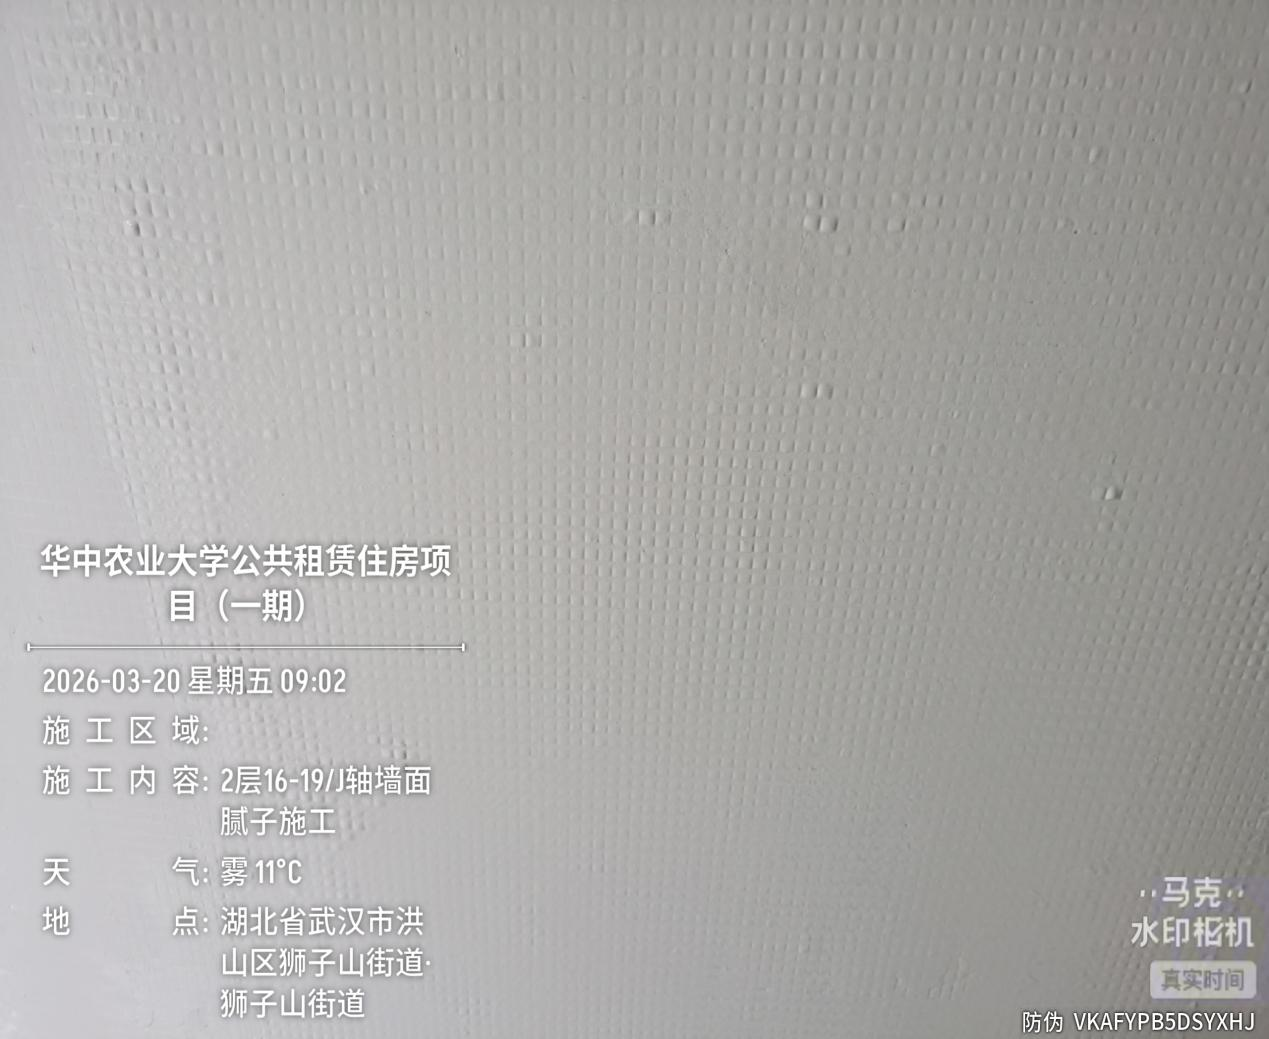 华中农业大学公共租赁住房项
目（一期）
2026-03-20 星期五 09:02
施工区域:
施工内容: 2层16-19/J轴墙面
腻子施工
天气: 雾 11°C
地点: 湖北省武汉市洪
山区狮子山街道·
狮子山街道
马克
水印相机
真实时间
防伪 VKAFYPB5DSYXHJ